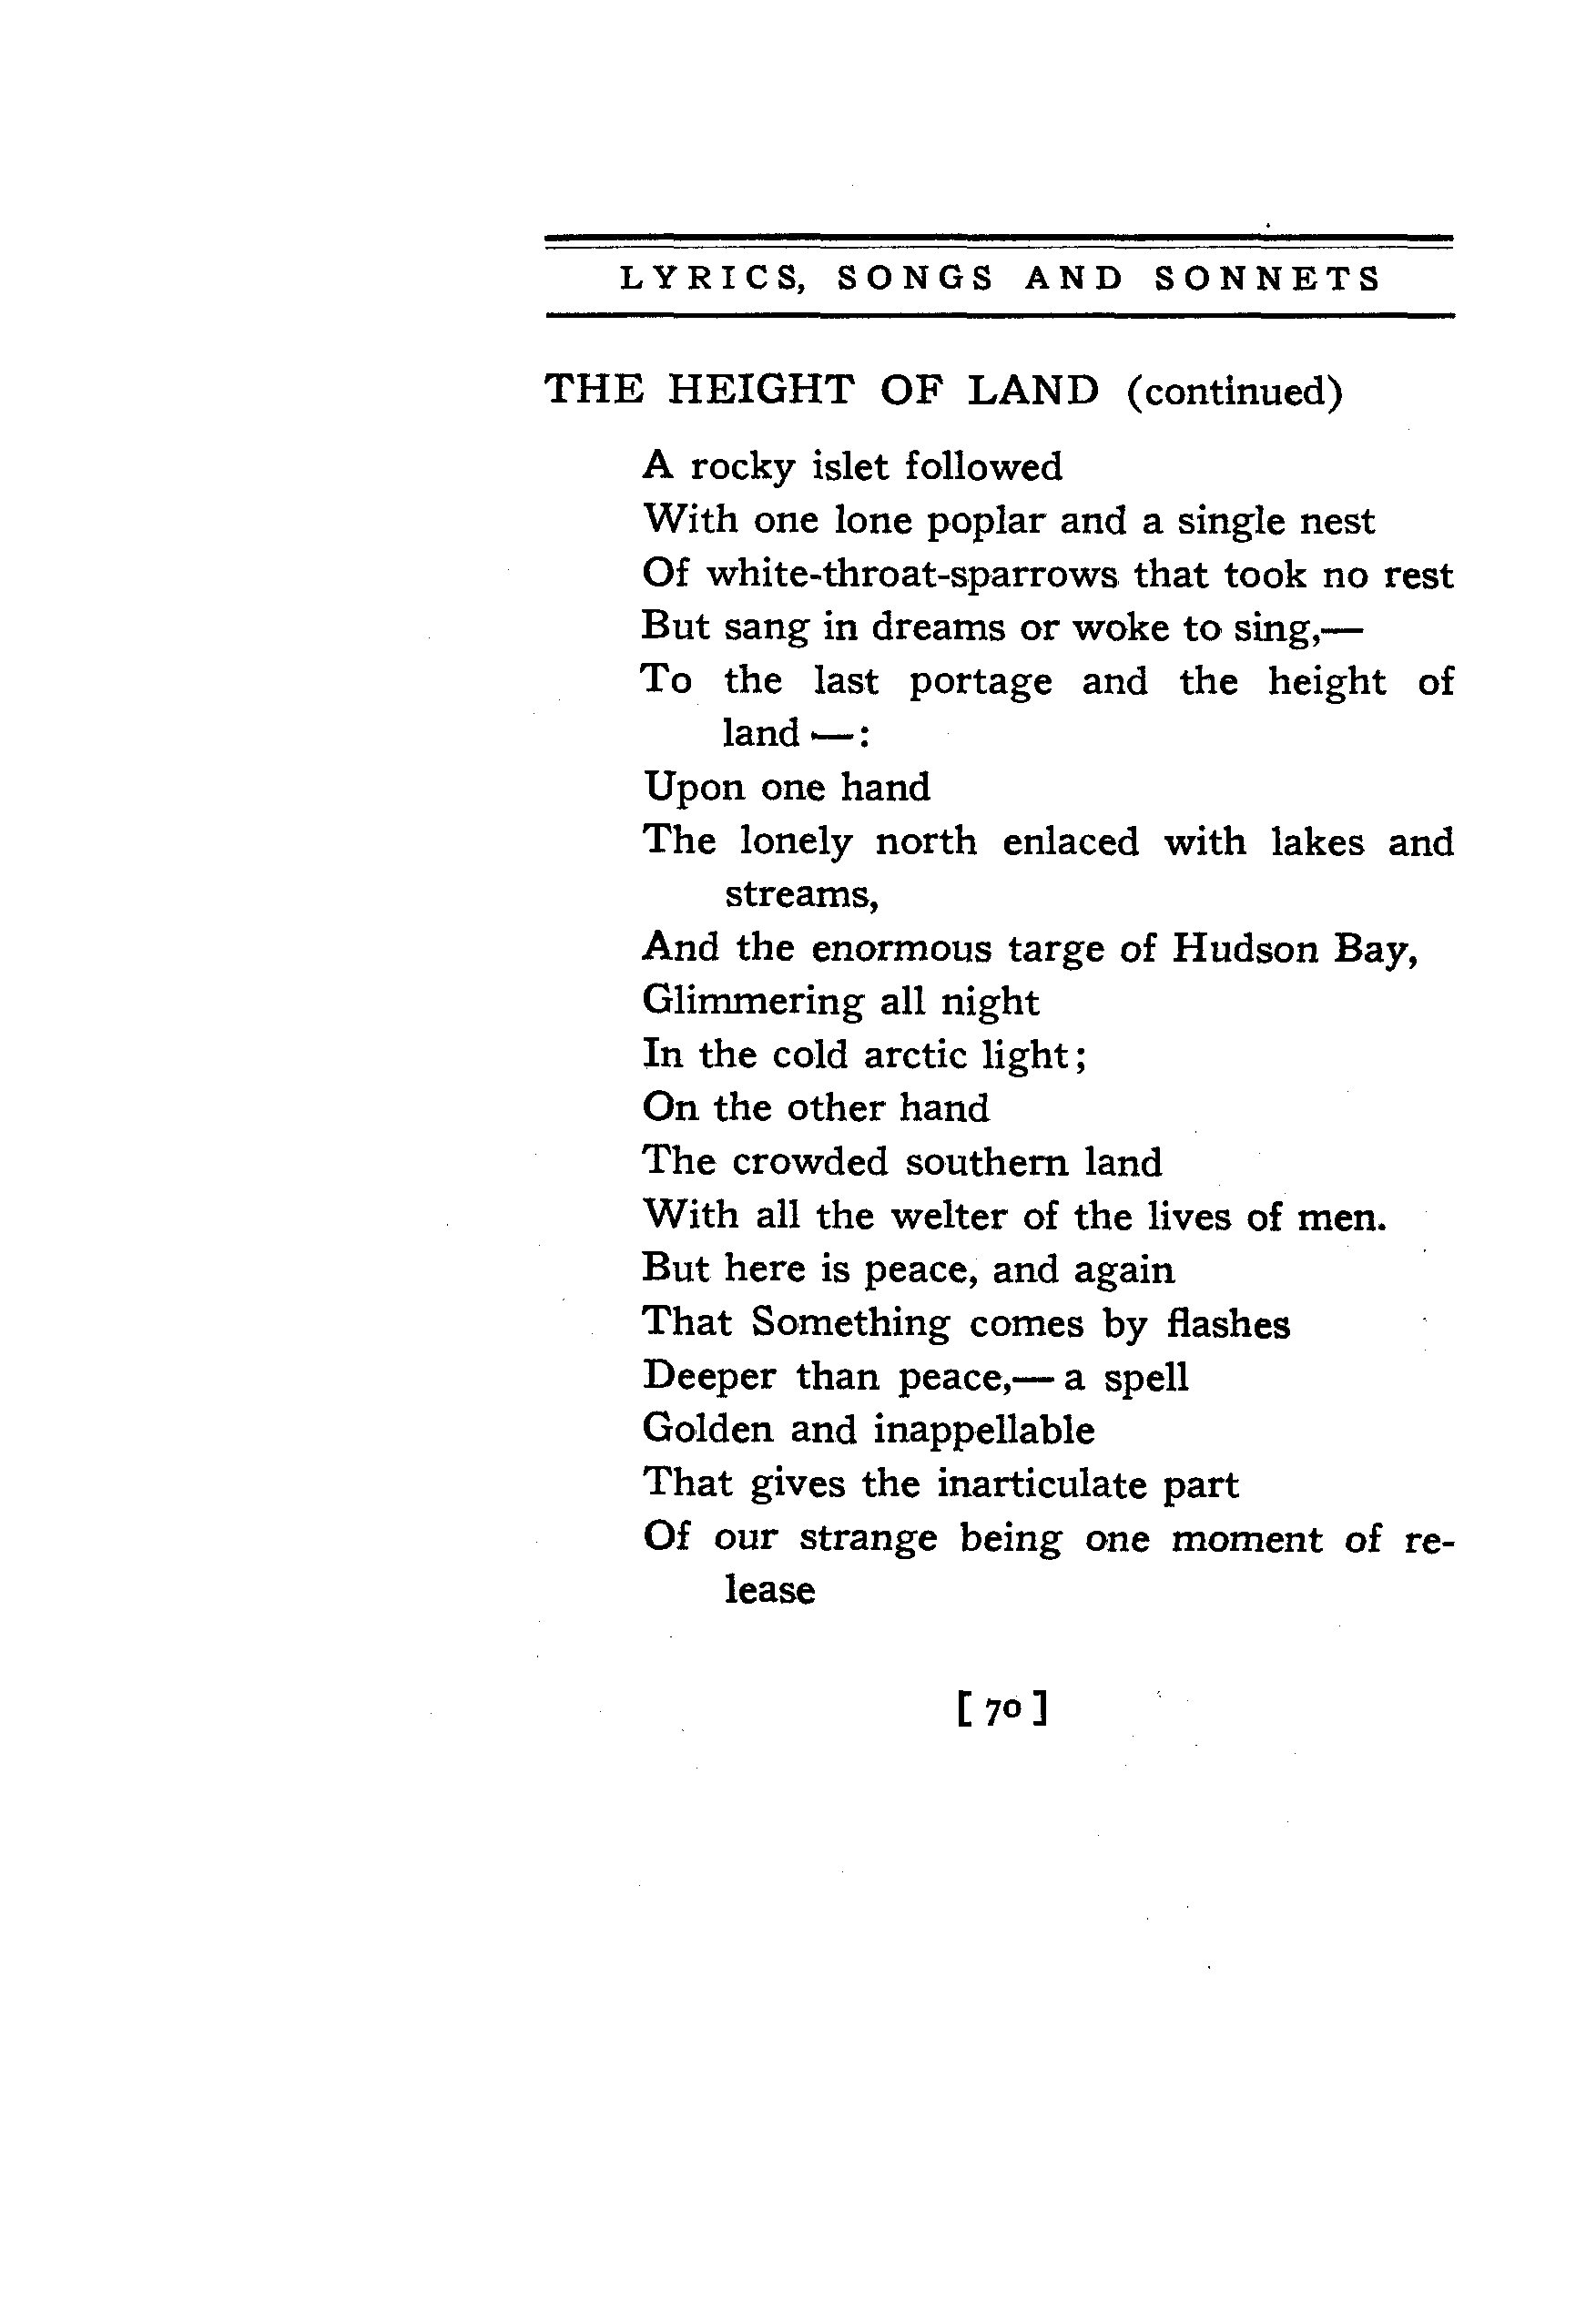 LYRICS, SONGS AND SONNETS
THE HEIGHT OF LAND (continued)
A rocky islet followed
With one lone poplar and a single nest
Of white-throat-sparrows that took no rest
But sang in dreams or woke to sing,—
To the last portage and the height of
land —:
Upon one hand
The lonely north enlaced with lakes and
streams,
And the enormous targe of Hudson Bay,
Glimmering all night
In the cold arctic light;
On the other hand
The crowded southern land
With all the welter of the lives of men.
But here is peace, and again
That Something comes by flashes
Deeper than peace,— a spell
Golden and inappellable
That gives the inarticulate part
Of our strange being one moment of re-
lease
[ 70 ]